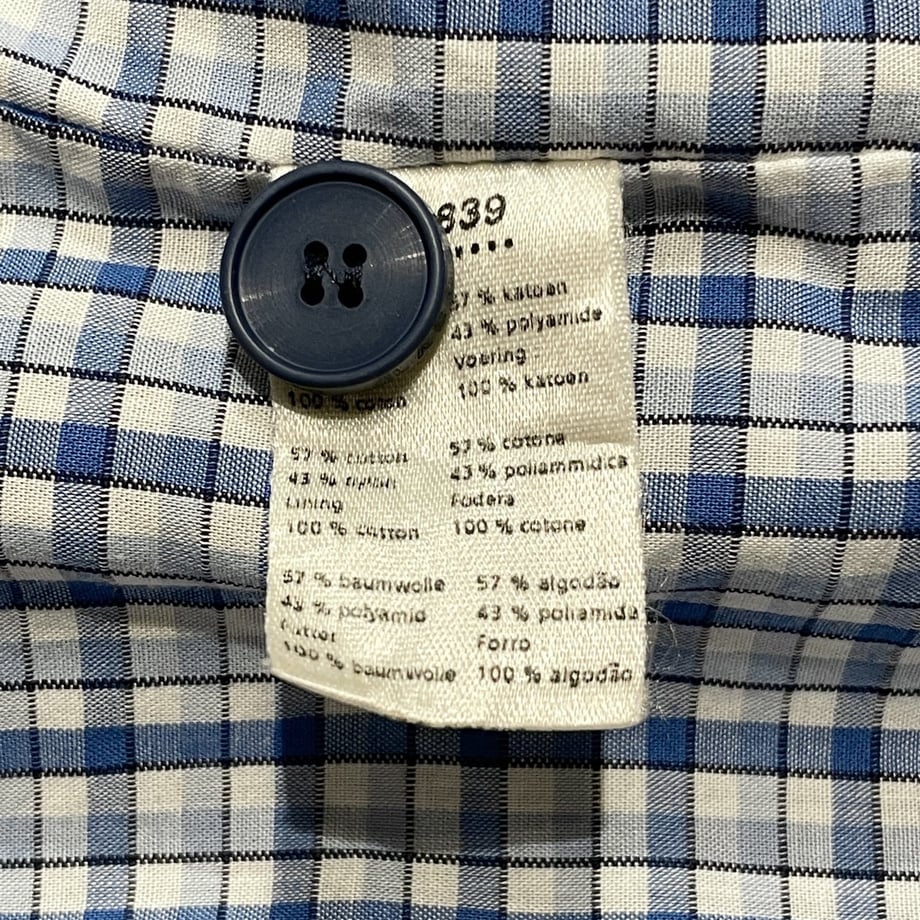 839
57 % katoen
43 % polyamide
Voering
100 % katoen
100 % coton
57 % cotton
43 % nylon
Lining
100 % cotton
57 % cotone
43 % poliammidica
Fodera
100 % cotone
57 % baumwolle
43 % polyamid
Futter
100 % baumwolle
57 % algodão
43 % poliamida
Forro
100 % algodão